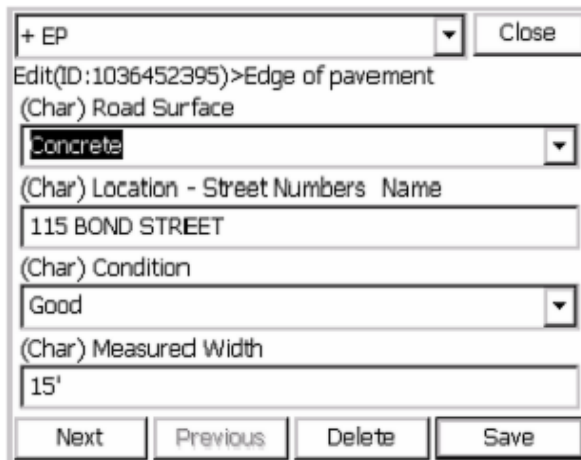 + EP
Close
Edit(ID:1036452395)>Edge of pavement
(Char) Road Surface
Concrete
(Char) Location - Street Numbers Name
115 BOND STREET
(Char) Condition
Good
(Char) Measured Width
15'
Next Previous Delete Save